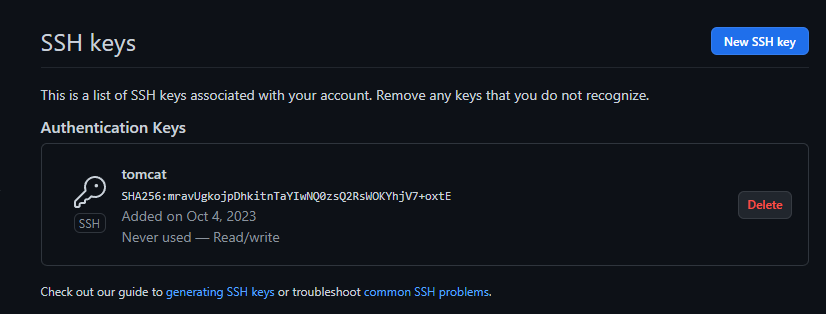 SSH keys
New SSH key
This is a list of SSH keys associated with your account. Remove any keys that you do not recognize.
Authentication Keys
tomcat
SHA256:mravUgkojpDhkitnTaYIwNQ0zsQ2RsWOKYhjV7+oxtE
Added on Oct 4, 2023
Never used — Read/write
SSH
Delete
Check out our guide to generating SSH keys or troubleshoot common SSH problems.